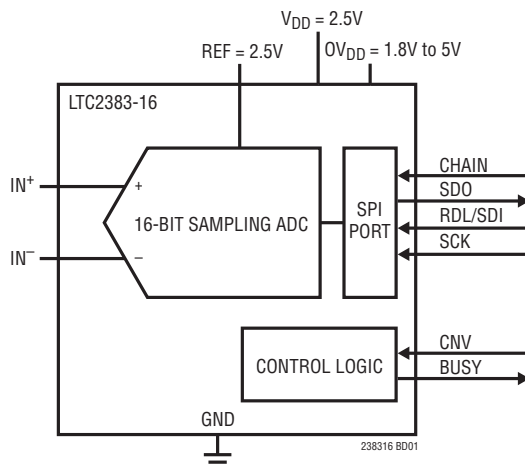 V_DD = 2.5V
REF = 2.5V
OV_DD = 1.8V to 5V
LTC2383-16
IN⁺
+
IN⁻
–
16-BIT SAMPLING ADC
SPI
PORT
CHAIN
SDO
RDL/SDI
SCK
CONTROL LOGIC
CNV
BUSY
GND
238316 BD01